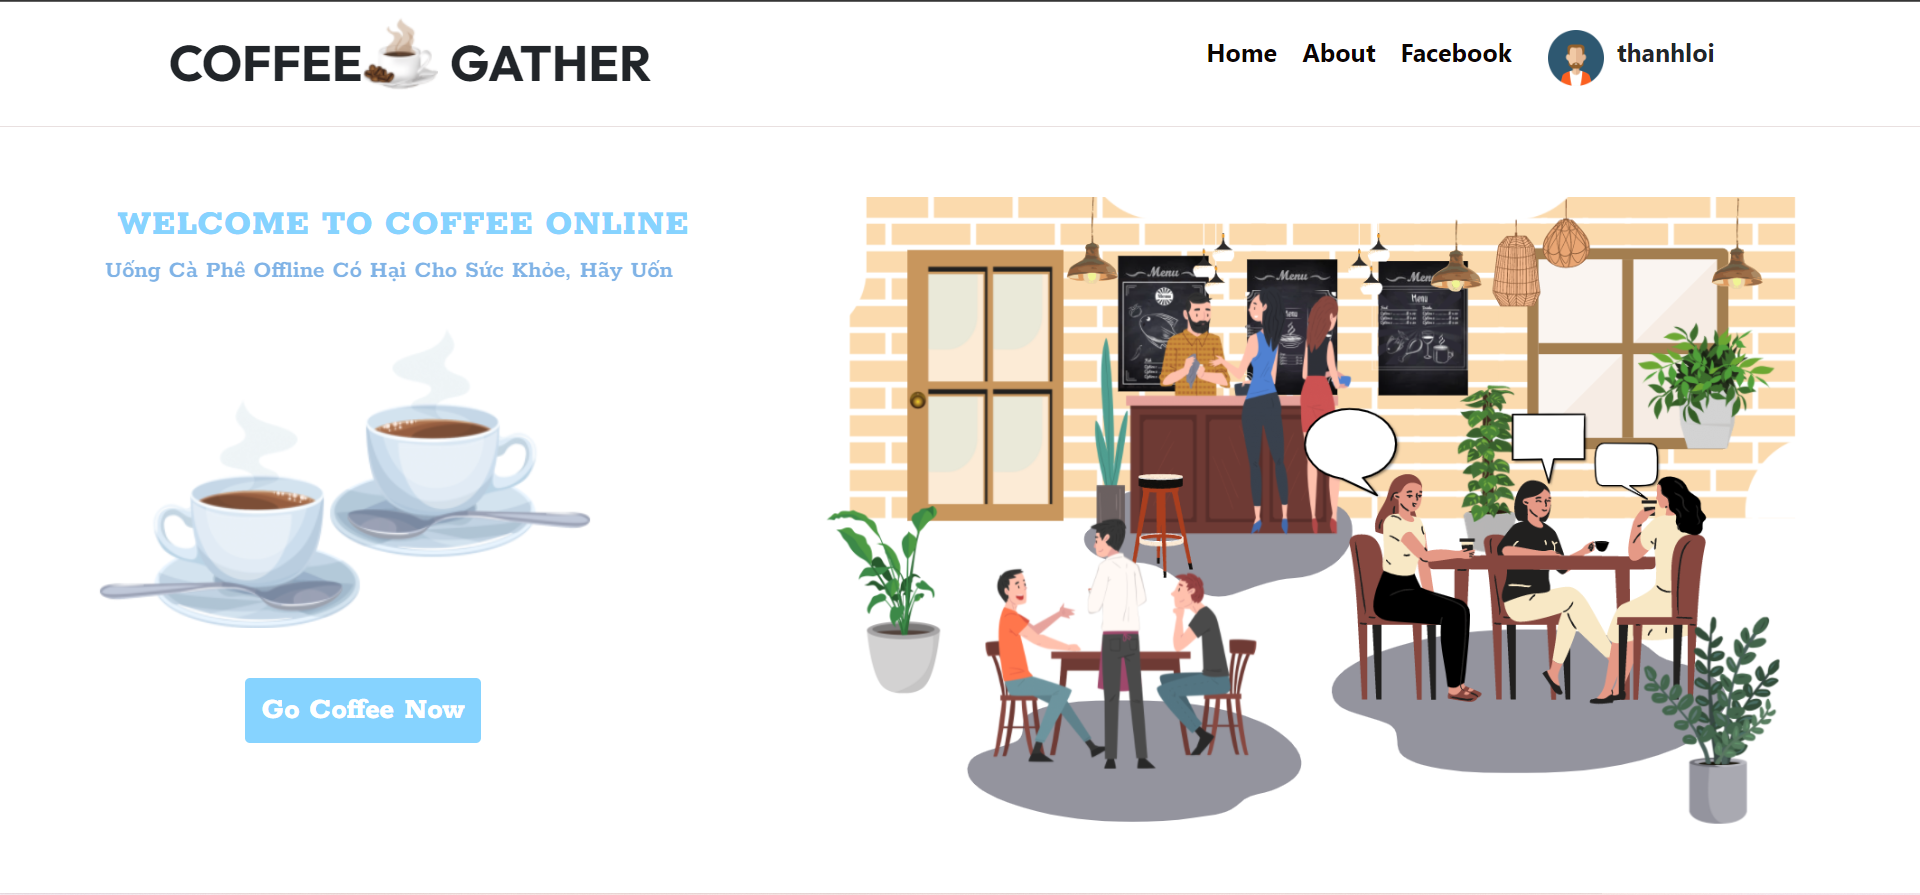 COFFEE GATHER
Home About Facebook thanhloi
WELCOME TO COFFEE ONLINE
Uống Cà Phê Offline Có Hại Cho Sức Khỏe, Hãy Uốn
Menu
Menu
Menu
Menu
Go Coffee Now